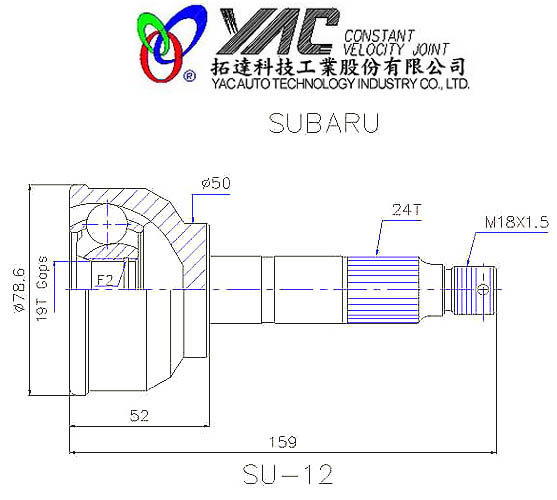 YAC CONSTANT
VELOCITY JOINT
®
拓達科技工業股份有限公司
YAC AUTO TECHNOLOGY INDUSTRY CO., LTD.
SUBARU
ø50
24T
M18X1.5
ø78.6
19T Gaps
F2
52
159
SU-12